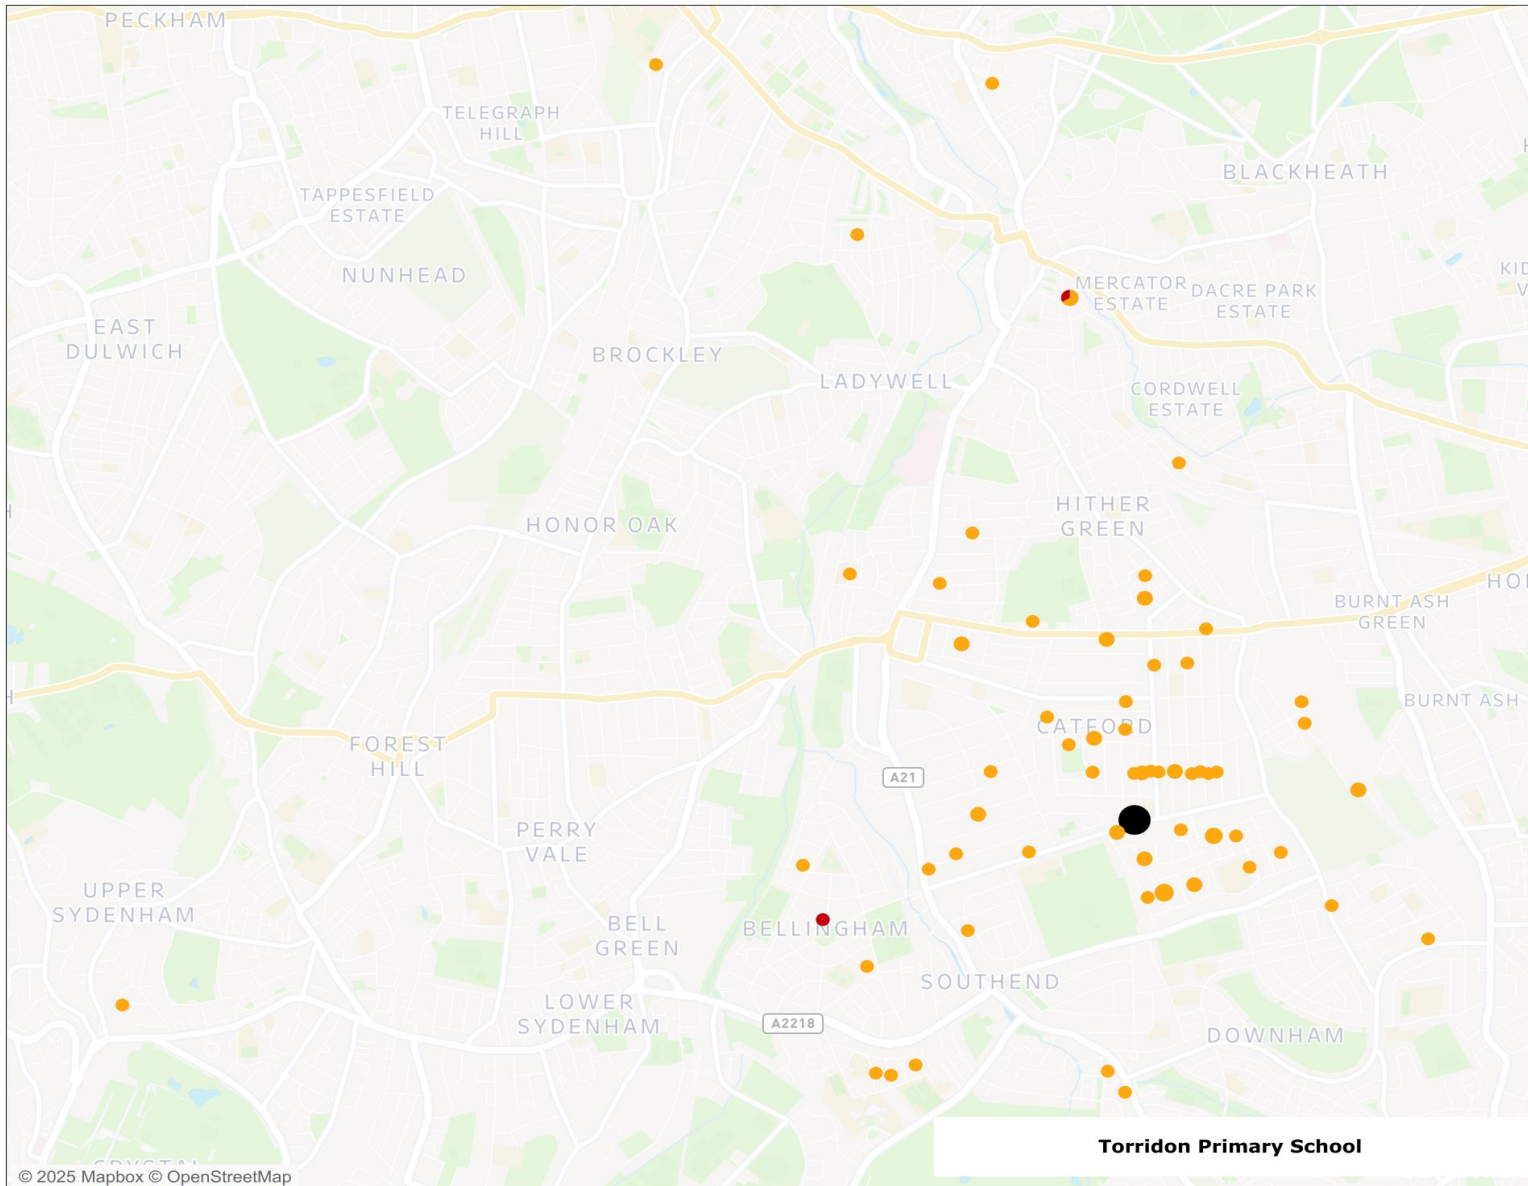 PECKHAM
TELEGRAPH
HILL
BLACKHEATH
TAPPESFIELD
ESTATE
NUNHEAD
MERCATOR
ESTATE
DACRE PARK
ESTATE
EAST
DULWICH
BROCKLEY
LADYWELL
CORDWELL
ESTATE
HITHER
GREEN
HONOR OAK
BURNT ASH
GREEN
BURNT ASH
CATFORD
FOREST
HILL
A21
PERRY
VALE
UPPER
SYDENHAM
BELL
GREEN
BELLINGHAM
SOUTHEND
LOWER
SYDENHAM
A2218
DOWNHAM
Torridon Primary School
© 2025 Mapbox © OpenStreetMap